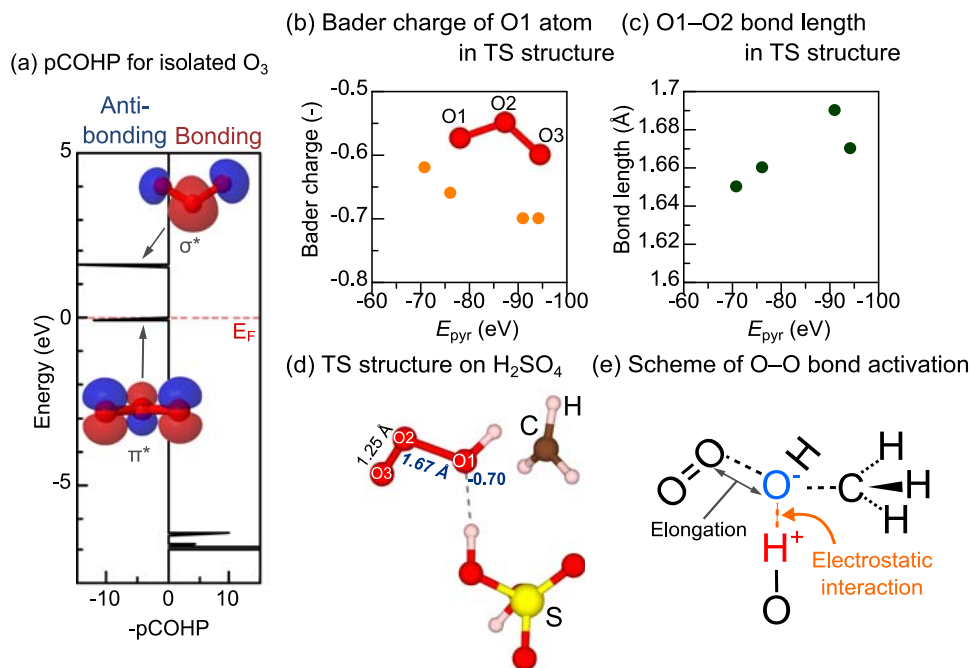 (a) pCOHP for isolated O₃
Anti-
bonding
Bonding
5
0
-5
Energy (eV)
σ*
E_F
π*
-10
0
10
-pCOHP
(b) Bader charge of O1 atom
in TS structure
-0.5
-0.6
-0.7
-0.8
Bader charge (-)
O1
O2
O3
-60
-70
-80
-90
-100
E_pyr (eV)
(c) O1–O2 bond length
in TS structure
1.7
1.68
1.66
1.64
1.62
1.6
Bond length (Å)
-60
-70
-80
-90
-100
E_pyr (eV)
(d) TS structure on H₂SO₄
H
C
O2
1.25 Å
O3
1.67 Å
O1
-0.70
S
(e) Scheme of O–O bond activation
O
O
H
O⁻
C
H
H
H
Elongation
H⁺
Electrostatic
interaction
O